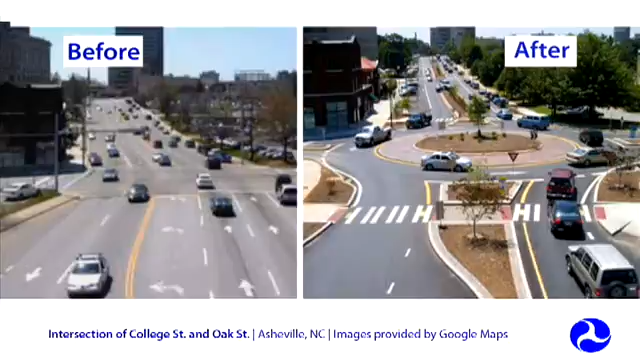 Before
After
Intersection of College St. and Oak St. | Asheville, NC | Images provided by Google Maps